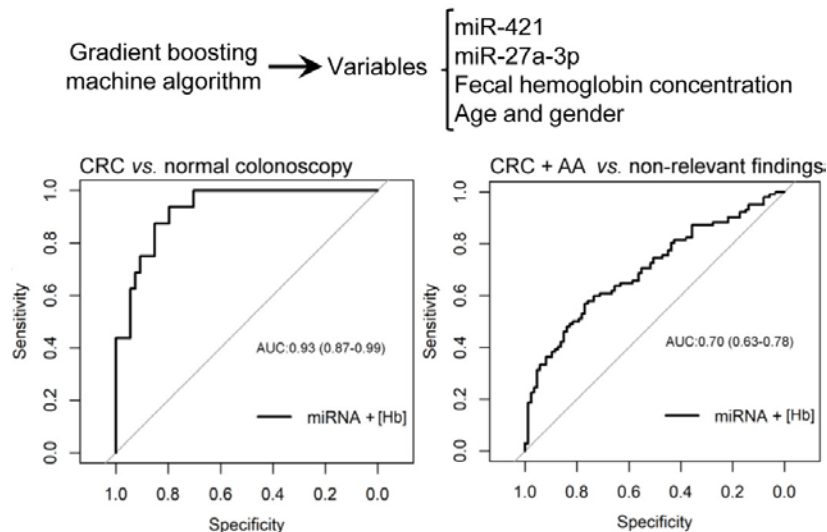 Gradient boosting
machine algorithm
Variables
miR-421
miR-27a-3p
Fecal hemoglobin concentration
Age and gender
CRC vs. normal colonoscopy
Sensitivity
0.0 0.2 0.4 0.6 0.8 1.0
AUC:0.93 (0.87-0.99)
miRNA + [Hb]
1.0 0.8 0.6 0.4 0.2 0.0
Specificity
CRC + AA vs. non-relevant findings
Sensitivity
0.0 0.2 0.4 0.6 0.8 1.0
AUC:0.70 (0.63-0.78)
miRNA + [Hb]
1.0 0.8 0.6 0.4 0.2 0.0
Specificity